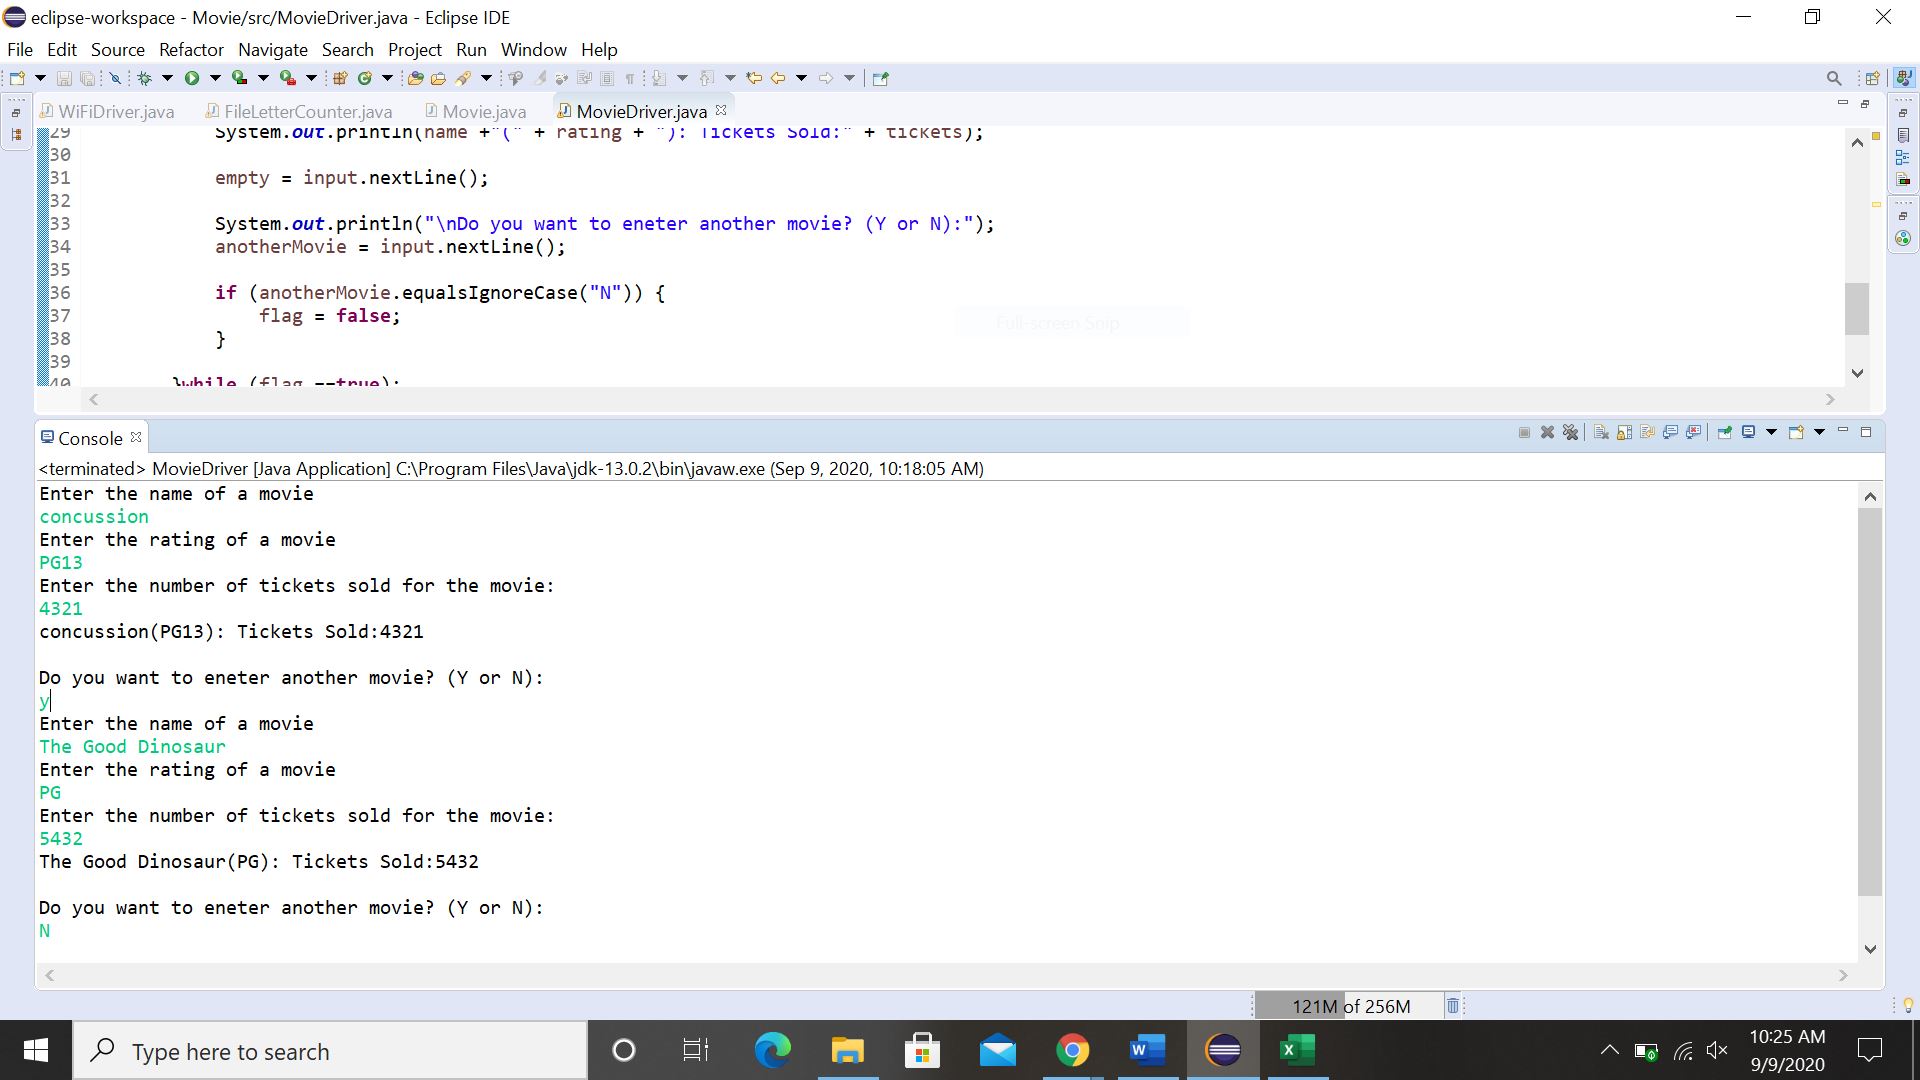 eclipse-workspace - Movie/src/MovieDriver.java - Eclipse IDE
File Edit Source Refactor Navigate Search Project Run Window Help
WiFiDriver.java FileLetterCounter.java Movie.java MovieDriver.java
29 System.out.println(name +"(" + rating + "): Tickets Sold:" + tickets);
30
31 empty = input.nextLine();
32
33 System.out.println("\nDo you want to eneter another movie? (Y or N):");
34 anotherMovie = input.nextLine();
35
36 if (anotherMovie.equalsIgnoreCase("N")) {
37 flag = false;
38 }
39
40 }while (flag ==true);
Full-screen Snip
Console
<terminated> MovieDriver [Java Application] C:\Program Files\Java\jdk-13.0.2\bin\javaw.exe (Sep 9, 2020, 10:18:05 AM)
Enter the name of a movie
concussion
Enter the rating of a movie
PG13
Enter the number of tickets sold for the movie:
4321
concussion(PG13): Tickets Sold:4321
Do you want to eneter another movie? (Y or N):
y
Enter the name of a movie
The Good Dinosaur
Enter the rating of a movie
PG
Enter the number of tickets sold for the movie:
5432
The Good Dinosaur(PG): Tickets Sold:5432
Do you want to eneter another movie? (Y or N):
N
121M of 256M
Type here to search
10:25 AM
9/9/2020